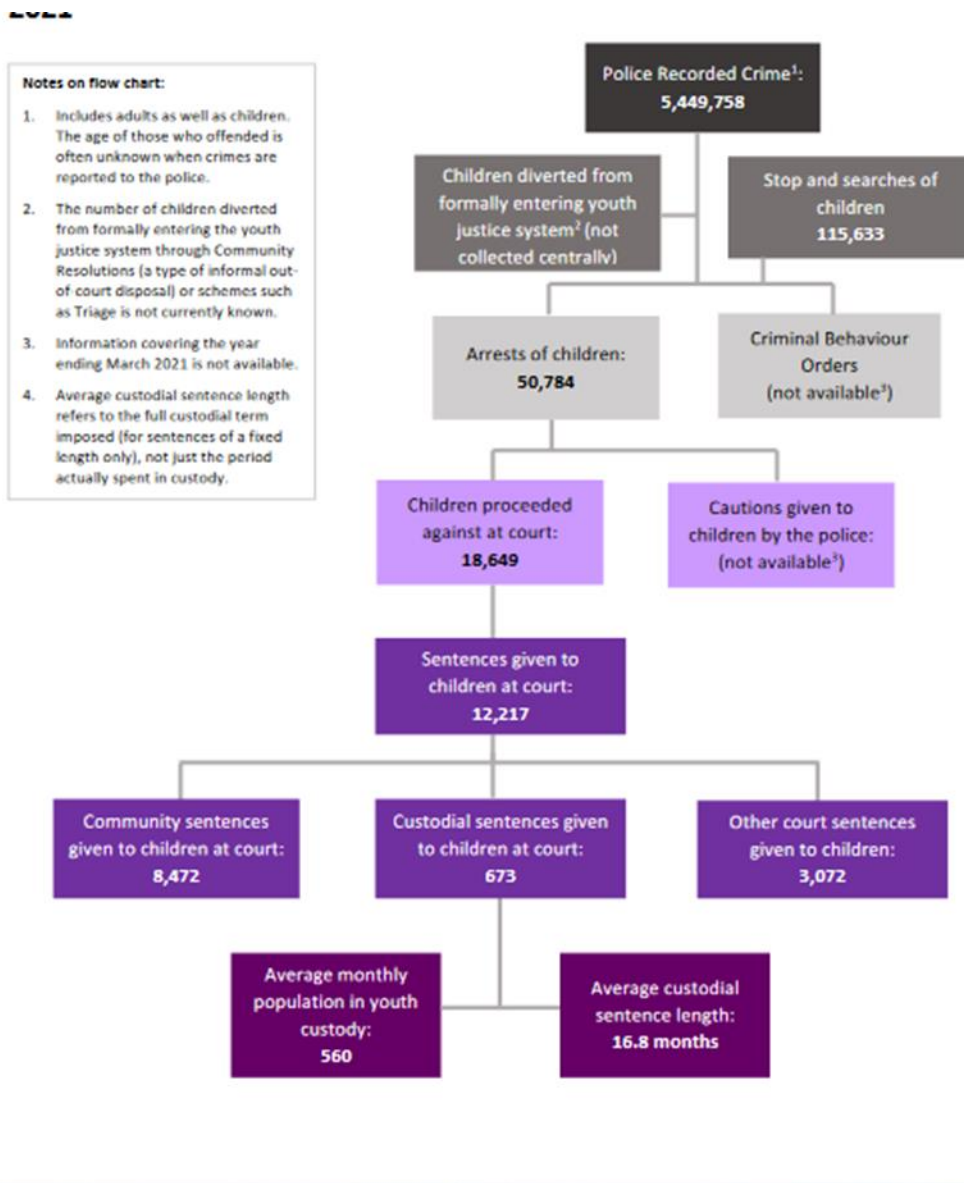 2021
Notes on flow chart:
1. Includes adults as well as children.
The age of those who offended is
often unknown when crimes are
reported to the police.
2. The number of children diverted
from formally entering the youth
justice system through Community
Resolutions (a type of informal out-
of-court disposal) or schemes such
as Triage is not currently known.
3. Information covering the year
ending March 2021 is not available.
4. Average custodial sentence length
refers to the full custodial term
imposed (for sentences of a fixed
length only), not just the period
actually spent in custody.
Police Recorded Crime¹:
5,449,758
Children diverted from
formally entering youth
justice system² (not
collected centrally)
Stop and searches of
children
115,633
Arrests of children:
50,784
Criminal Behaviour
Orders
(not available³)
Children proceeded
against at court:
18,649
Cautions given to
children by the police:
(not available³)
Sentences given to
children at court:
12,217
Community sentences
given to children at court:
8,472
Custodial sentences given
to children at court:
673
Other court sentences
given to children:
3,072
Average monthly
population in youth
custody:
560
Average custodial
sentence length:
16.8 months